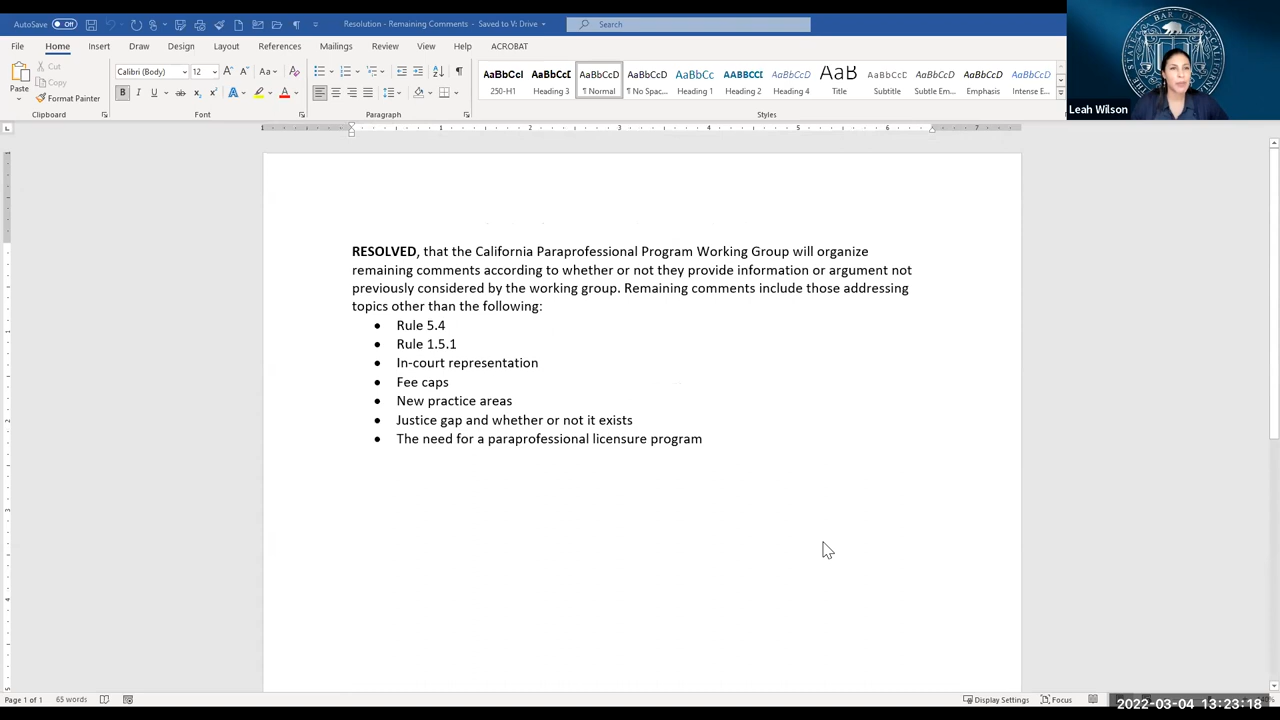 AutoSave Off
Resolution - Remaining Comments - Saved to V: Drive
Search
File Home Insert Draw Design Layout References Mailings Review View Help ACROBAT
Paste
Cut
Copy
Format Painter
Clipboard
Calibri (Body) 12
Font
Paragraph
AaBbCcI 250-H1
AaBbCcD Heading 3
AaBbCcD ¶ Normal
AaBbCcD ¶ No Spac...
AaBbCc Heading 1
AABBCCD Heading 2
AaBbCcD Heading 4
AaB Title
AaBbCcD Subtitle
AaBbCcD Subtle Em...
AaBbCcD Emphasis
AaBbCcD Intense E...
Styles
THE STATE BAR OF
Leah Wilson
RESOLVED, that the California Paraprofessional Program Working Group will organize
remaining comments according to whether or not they provide information or argument not
previously considered by the working group. Remaining comments include those addressing
topics other than the following:
• Rule 5.4
• Rule 1.5.1
• In-court representation
• Fee caps
• New practice areas
• Justice gap and whether or not it exists
• The need for a paraprofessional licensure program
Page 1 of 1 65 words
Display Settings Focus
2022-03-04 13:23:18